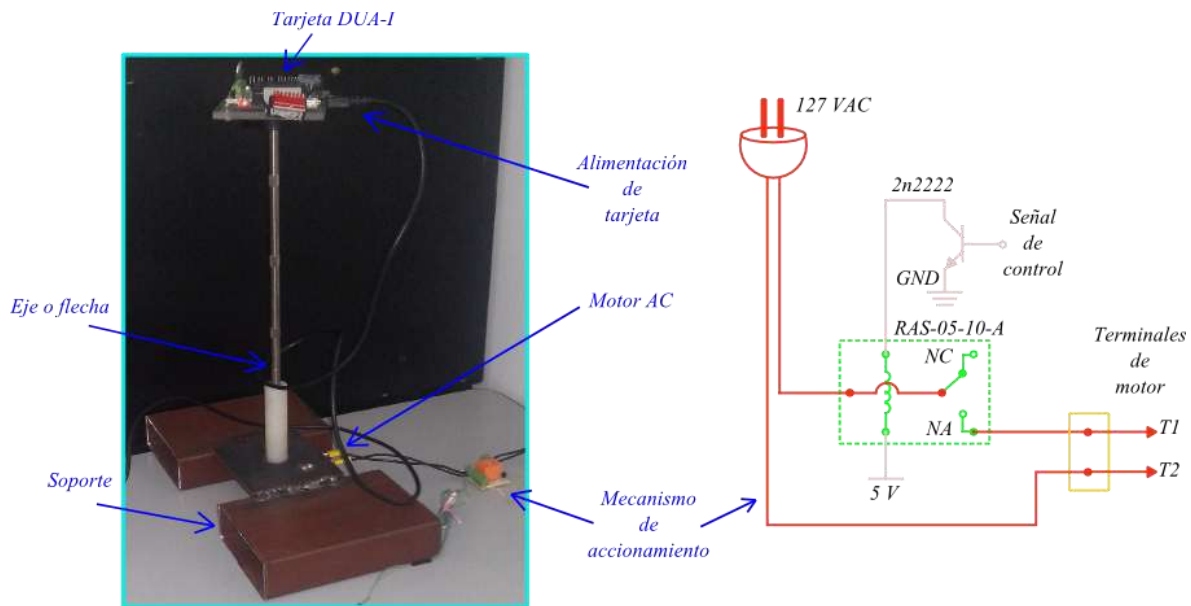 Tarjeta DUA-I
Alimentación
de
tarjeta
Eje o flecha
Motor AC
Soporte
Mecanismo
de
accionamiento
127 VAC
2n2222
Señal
de
control
GND
RAS-05-10-A
NC
NA
5 V
Terminales
de
motor
T1
T2